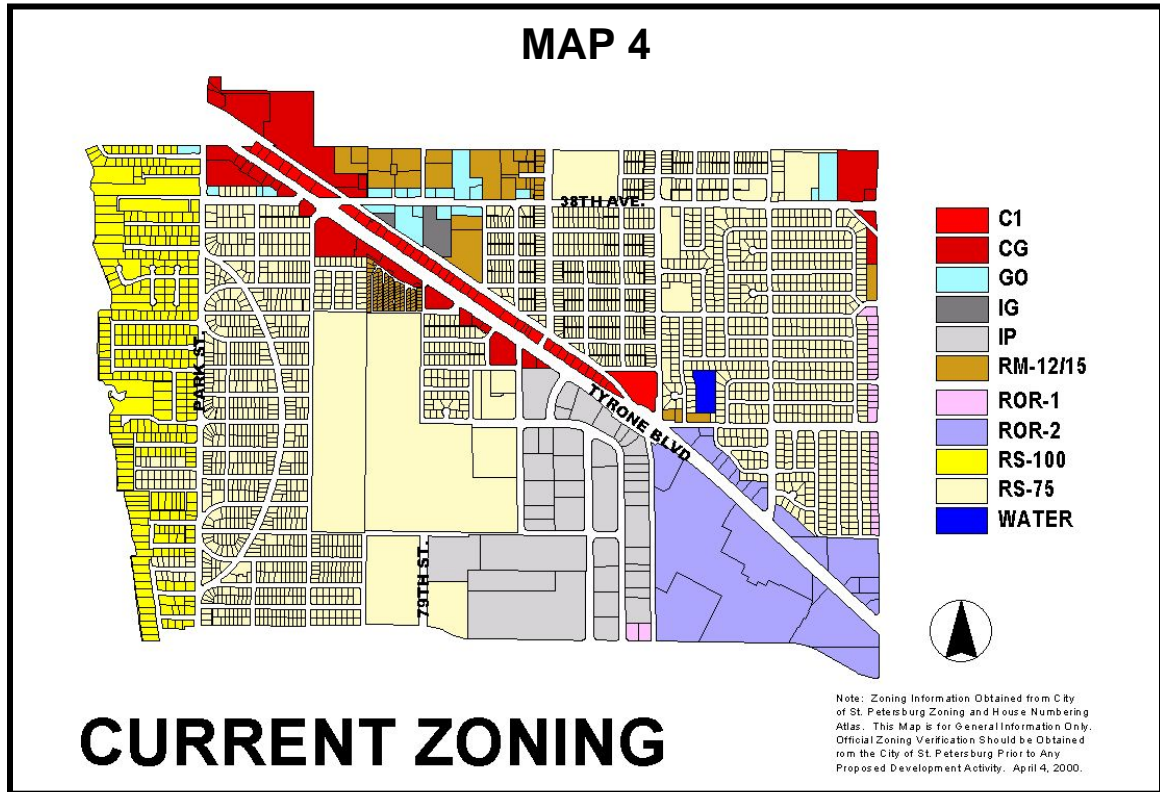 MAP 4
38TH AVE.
PARK ST.
TYRONE BLVD
79TH ST.
C1
CG
GO
IG
IP
RM-12/15
ROR-1
ROR-2
RS-100
RS-75
WATER
CURRENT ZONING
Note: Zoning Information Obtained from City
of St. Petersburg Zoning and House Numbering
Atlas. This Map is for General Information Only.
Official Zoning Verification Should be Obtained
rom the City of St. Petersburg Prior to Any
Proposed Development Activity. April 4, 2000.